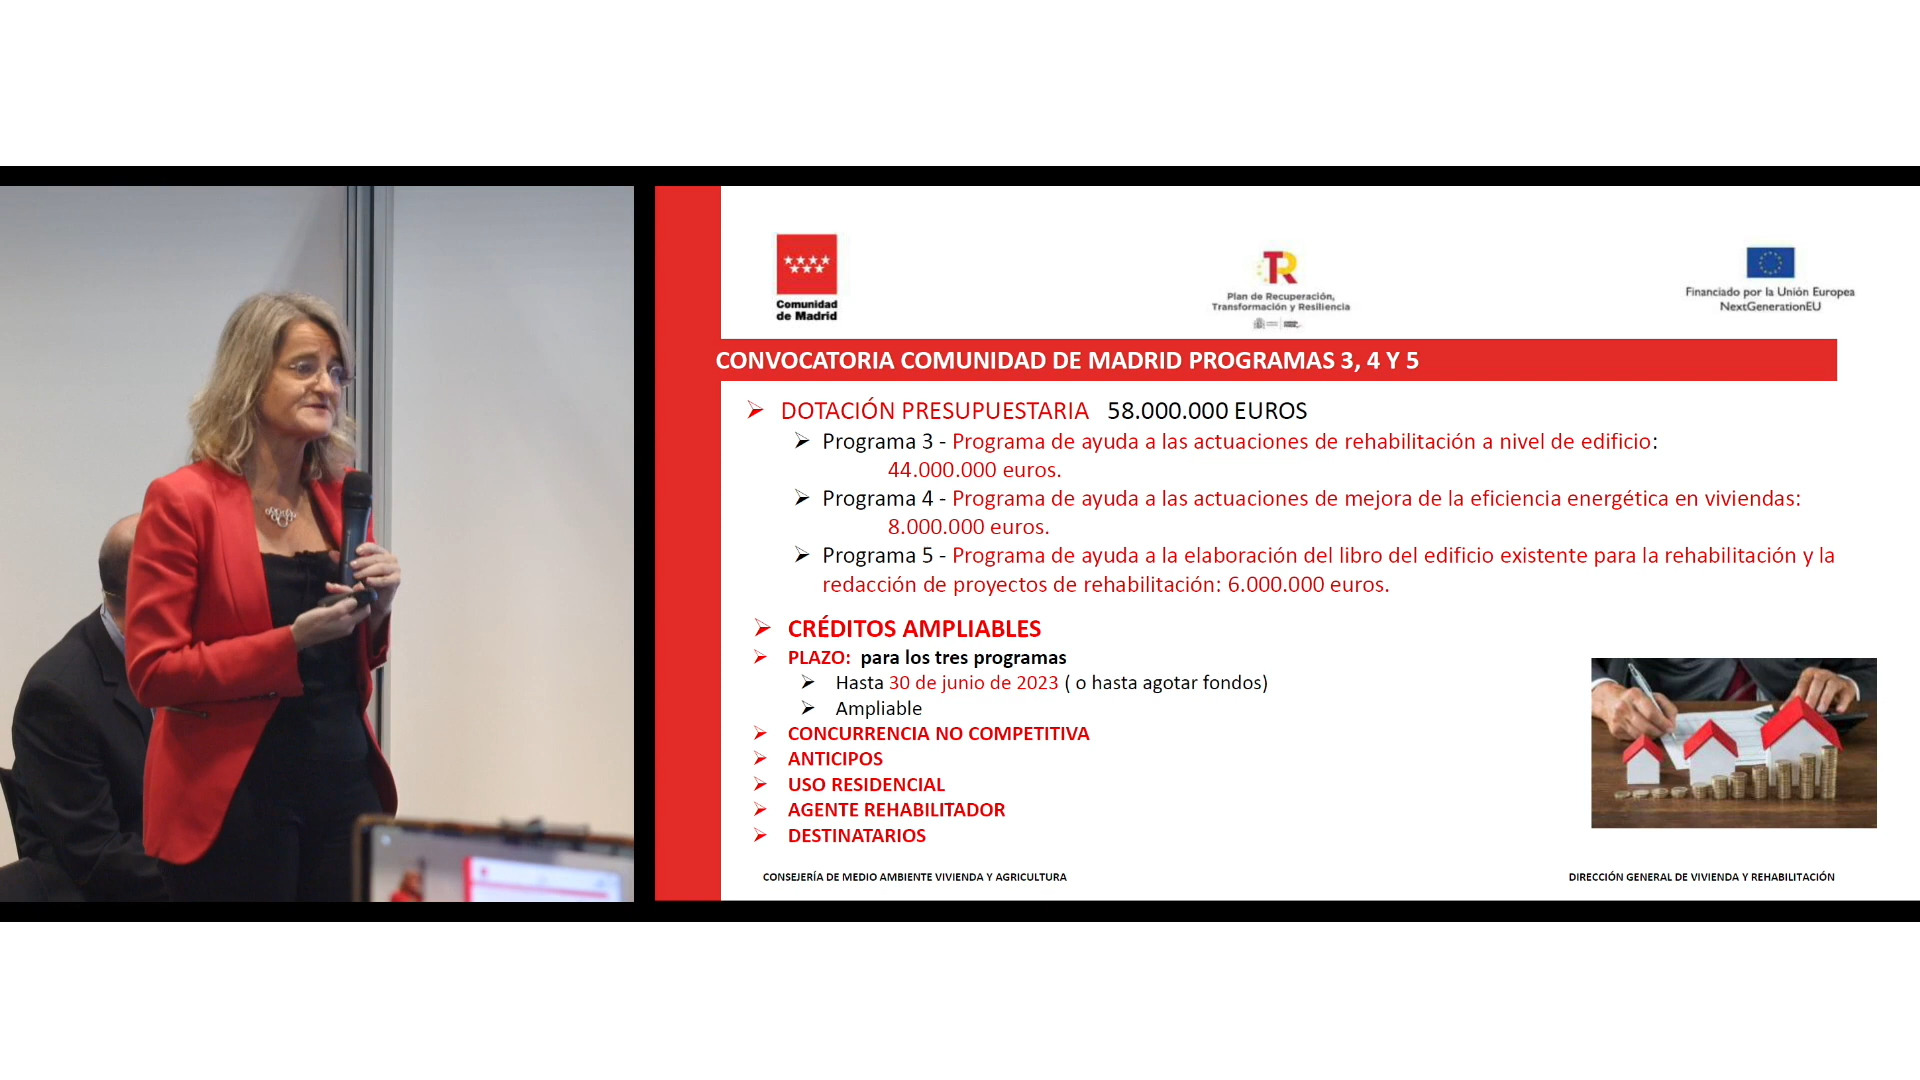 Comunidad
de Madrid
Plan de Recuperación,
Transformación y Resiliencia
Financiado por la Unión Europea
NextGenerationEU
CONVOCATORIA COMUNIDAD DE MADRID PROGRAMAS 3, 4 Y 5
DOTACIÓN PRESUPUESTARIA 58.000.000 EUROS
Programa 3 - Programa de ayuda a las actuaciones de rehabilitación a nivel de edificio:
44.000.000 euros.
Programa 4 - Programa de ayuda a las actuaciones de mejora de la eficiencia energética en viviendas:
8.000.000 euros.
Programa 5 - Programa de ayuda a la elaboración del libro del edificio existente para la rehabilitación y la
redacción de proyectos de rehabilitación: 6.000.000 euros.
CRÉDITOS AMPLIABLES
PLAZO: para los tres programas
Hasta 30 de junio de 2023 ( o hasta agotar fondos)
Ampliable
CONCURRENCIA NO COMPETITIVA
ANTICIPOS
USO RESIDENCIAL
AGENTE REHABILITADOR
DESTINATARIOS
CONSEJERÍA DE MEDIO AMBIENTE VIVIENDA Y AGRICULTURA
DIRECCIÓN GENERAL DE VIVIENDA Y REHABILITACIÓN